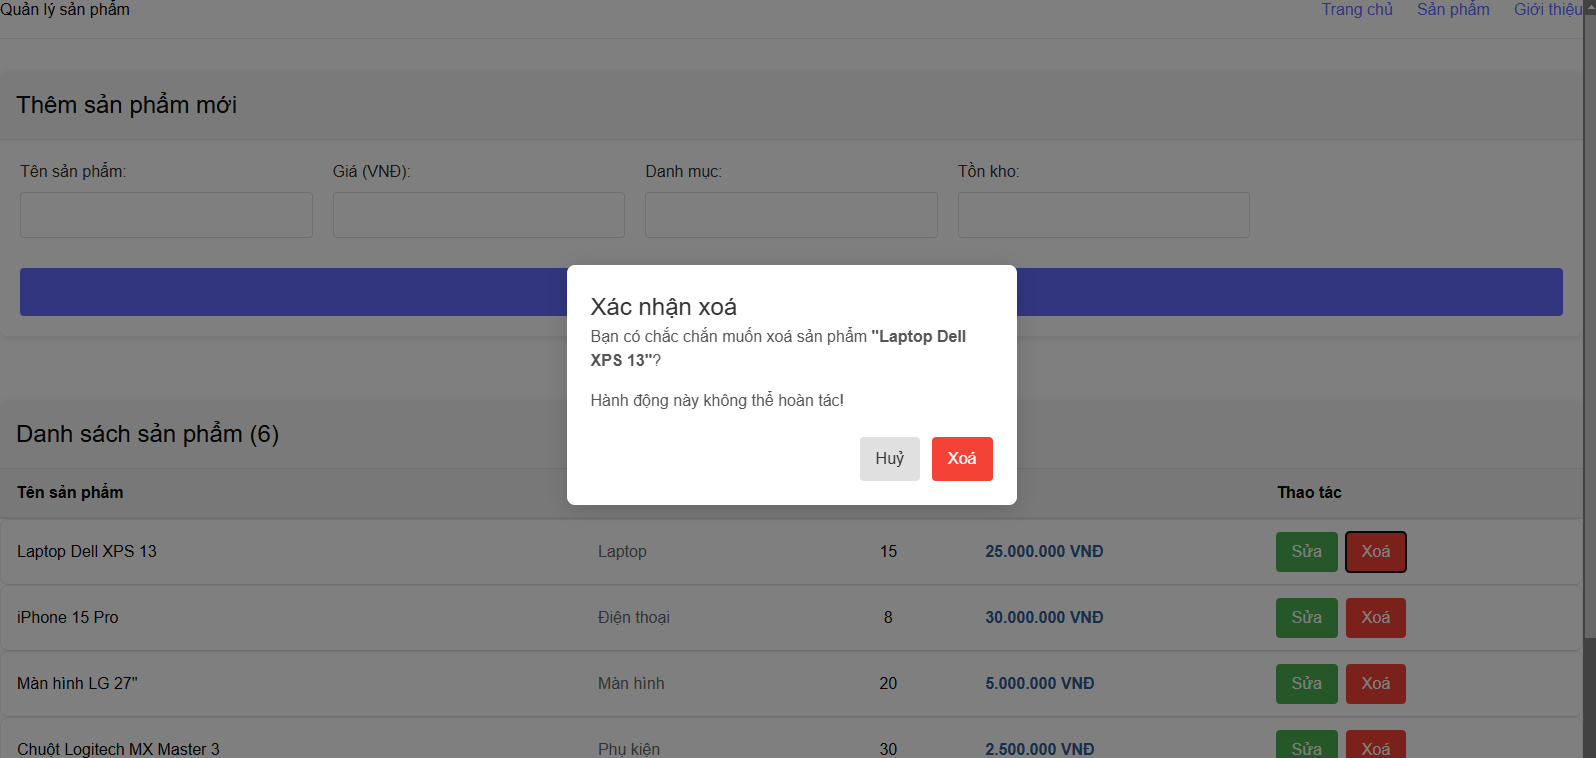 Quản lý sản phẩm
Trang chủ Sản phẩm Giới thiệu
Thêm sản phẩm mới
Tên sản phẩm: Giá (VNĐ): Danh mục: Tồn kho:
Xác nhận xoá
Bạn có chắc chắn muốn xoá sản phẩm "Laptop Dell
XPS 13"?
Hành động này không thể hoàn tác!
Huỷ Xoá
Danh sách sản phẩm (6)
Tên sản phẩm Thao tác
Laptop Dell XPS 13 Laptop 15 25.000.000 VNĐ Sửa Xoá
iPhone 15 Pro Điện thoại 8 30.000.000 VNĐ Sửa Xoá
Màn hình LG 27" Màn hình 20 5.000.000 VNĐ Sửa Xoá
Chuột Logitech MX Master 3 Phụ kiện 30 2.500.000 VNĐ Sửa Xoá